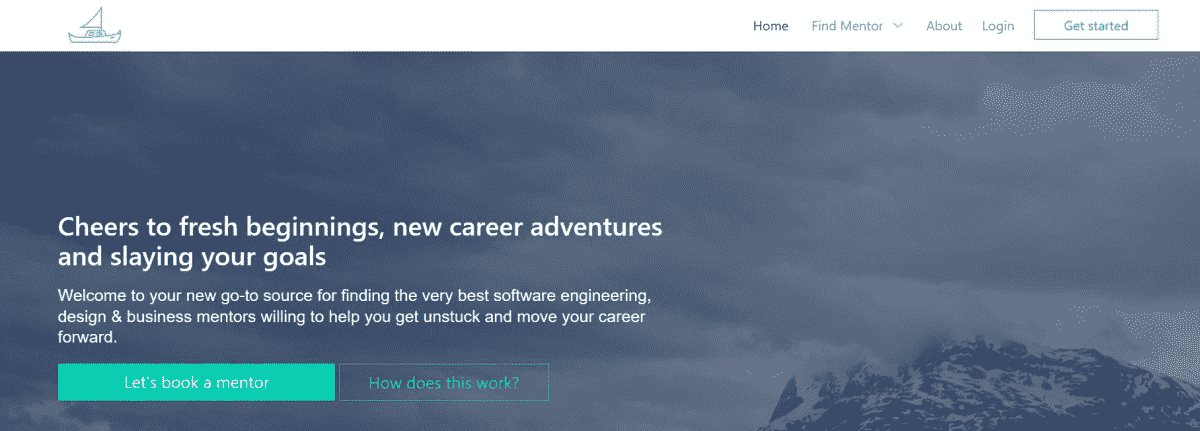 Home Find Mentor About Login Get started
Cheers to fresh beginnings, new career adventures
and slaying your goals
Welcome to your new go-to source for finding the very best software engineering,
design & business mentors willing to help you get unstuck and move your career
forward.
Let's book a mentor How does this work?